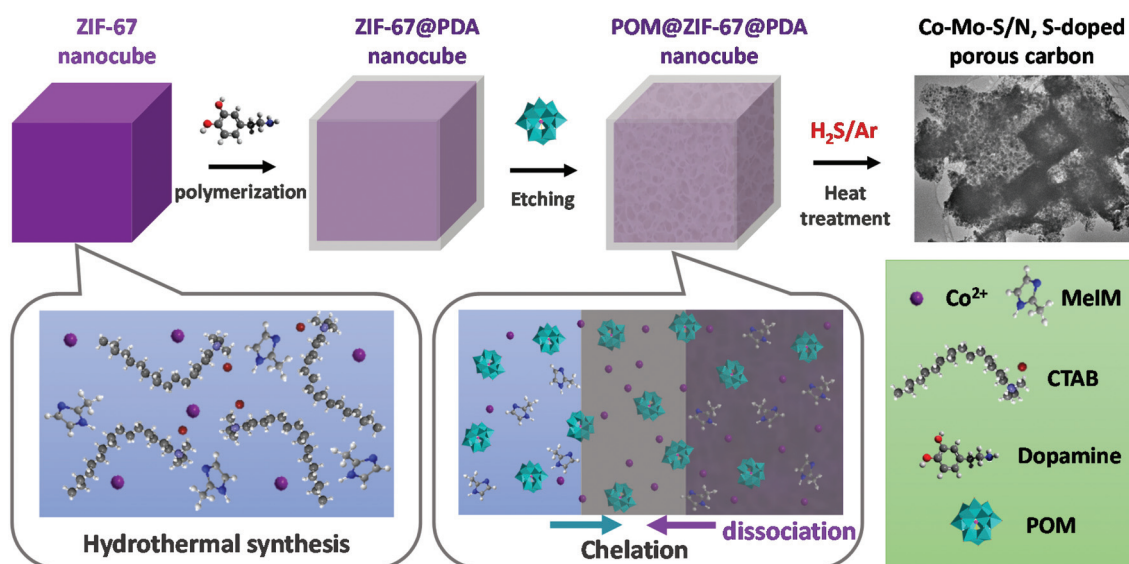 ZIF-67
nanocube
ZIF-67@PDA
nanocube
POM@ZIF-67@PDA
nanocube
Co-Mo-S/N, S-doped
porous carbon
polymerization
Etching
H₂S/Ar
Heat
treatment
Hydrothermal synthesis
Chelation
dissociation
Co²⁺
MeIM
CTAB
Dopamine
POM